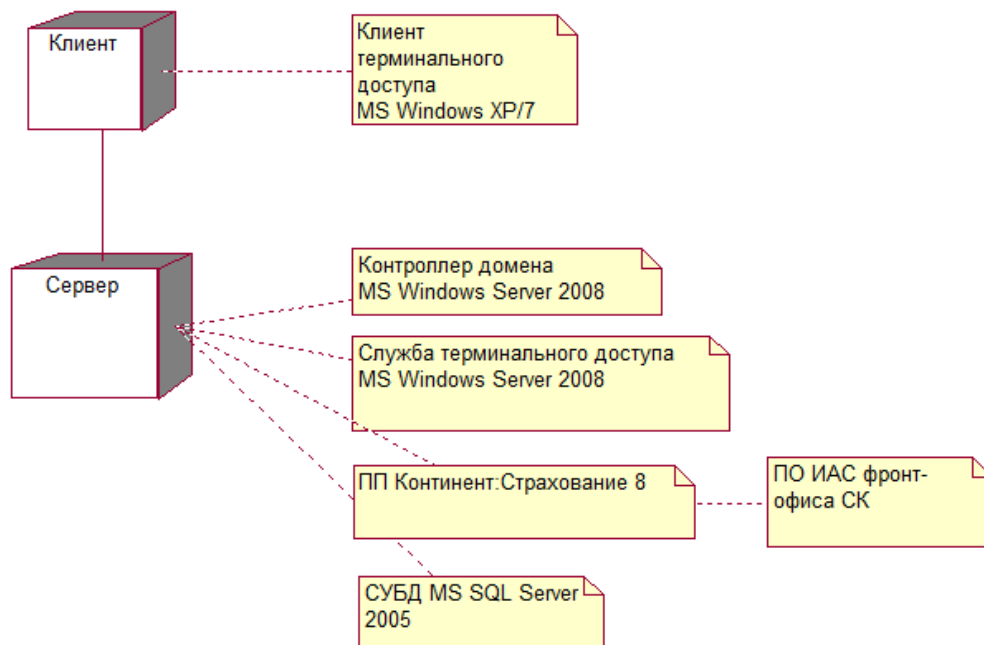 Клиент
Клиент
терминального
доступа
MS Windows XP/7
Сервер
Контроллер домена
MS Windows Server 2008
Служба терминального доступа
MS Windows Server 2008
ПП Континент:Страхование 8
ПО ИАС фронт-
офиса СК
СУБД MS SQL Server
2005